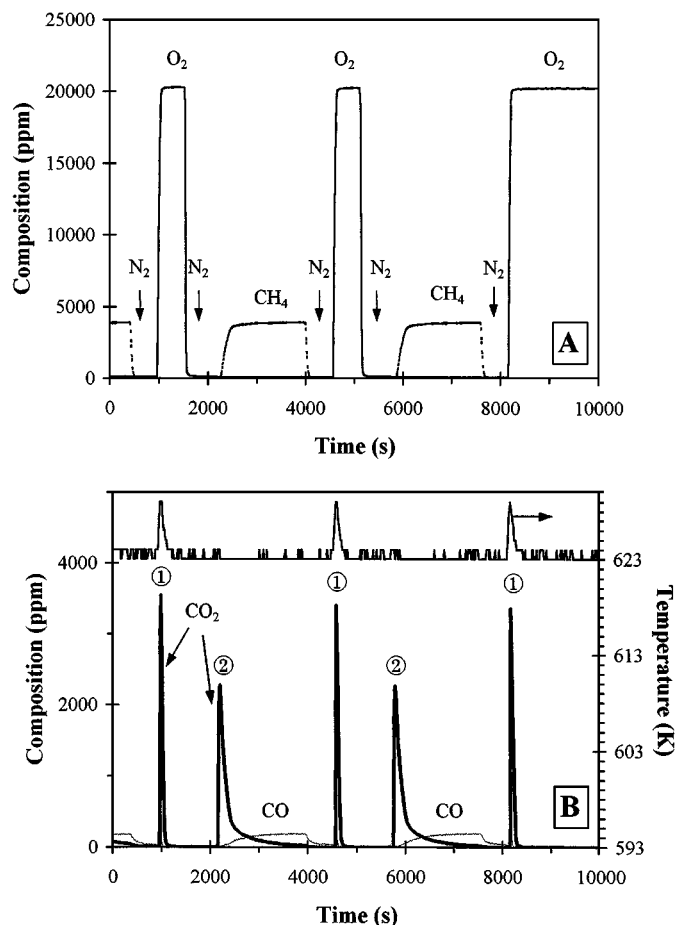 25000
20000
15000
10000
5000
0
Composition (ppm)
O2
O2
O2
N2
N2
CH4
N2
N2
CH4
N2
A
0 2000 4000 6000 8000 10000
Time (s)
4000
2000
0
Composition (ppm)
①
CO2
②
CO
①
②
CO
①
B
623
613
603
593
Temperature (K)
0 2000 4000 6000 8000 10000
Time (s)